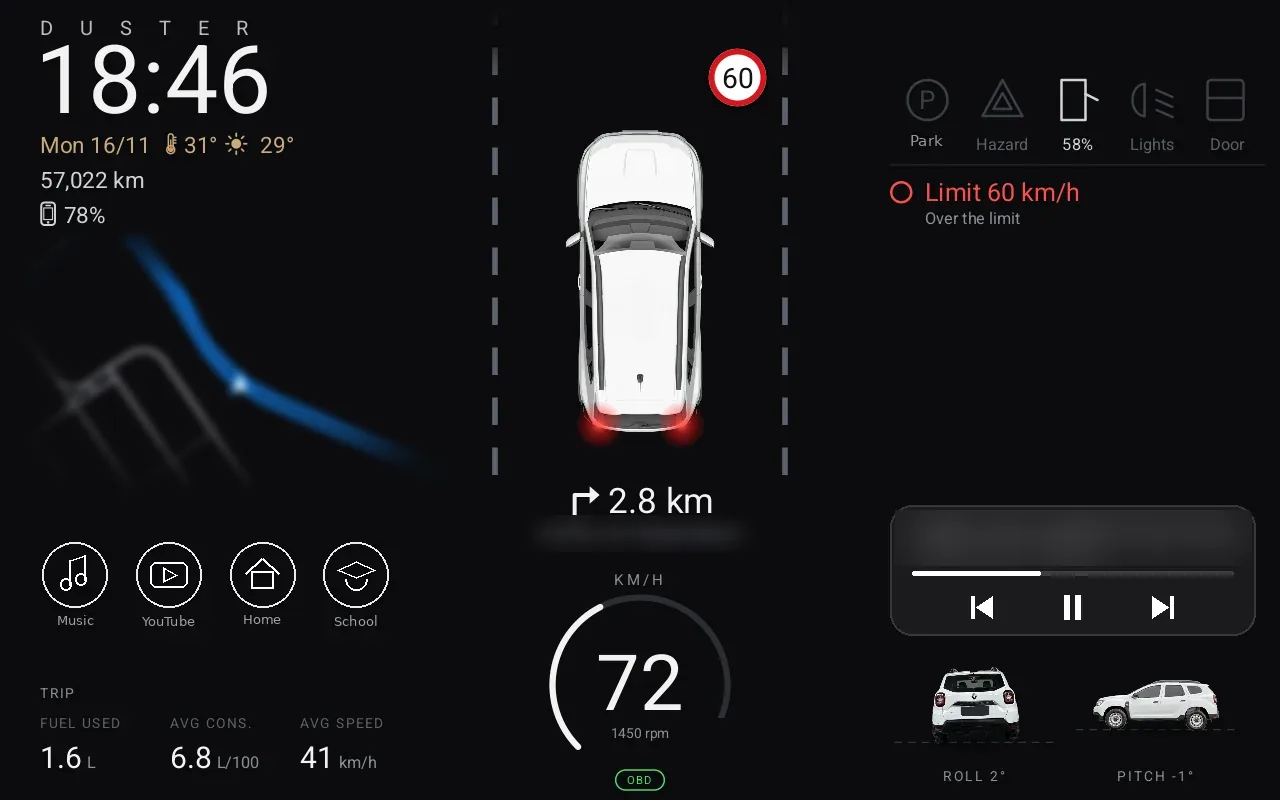 DUSTER
18:46
Mon 16/11 31° 29°
57,022 km
78%
Music YouTube Home School
TRIP
FUEL USED AVG CONS. AVG SPEED
1.6 L 6.8 L/100 41 km/h
60
2.8 km
KM/H
72
1450 rpm
OBD
P
Park Hazard 58% Lights Door
Limit 60 km/h
Over the limit
ROLL 2° PITCH -1°